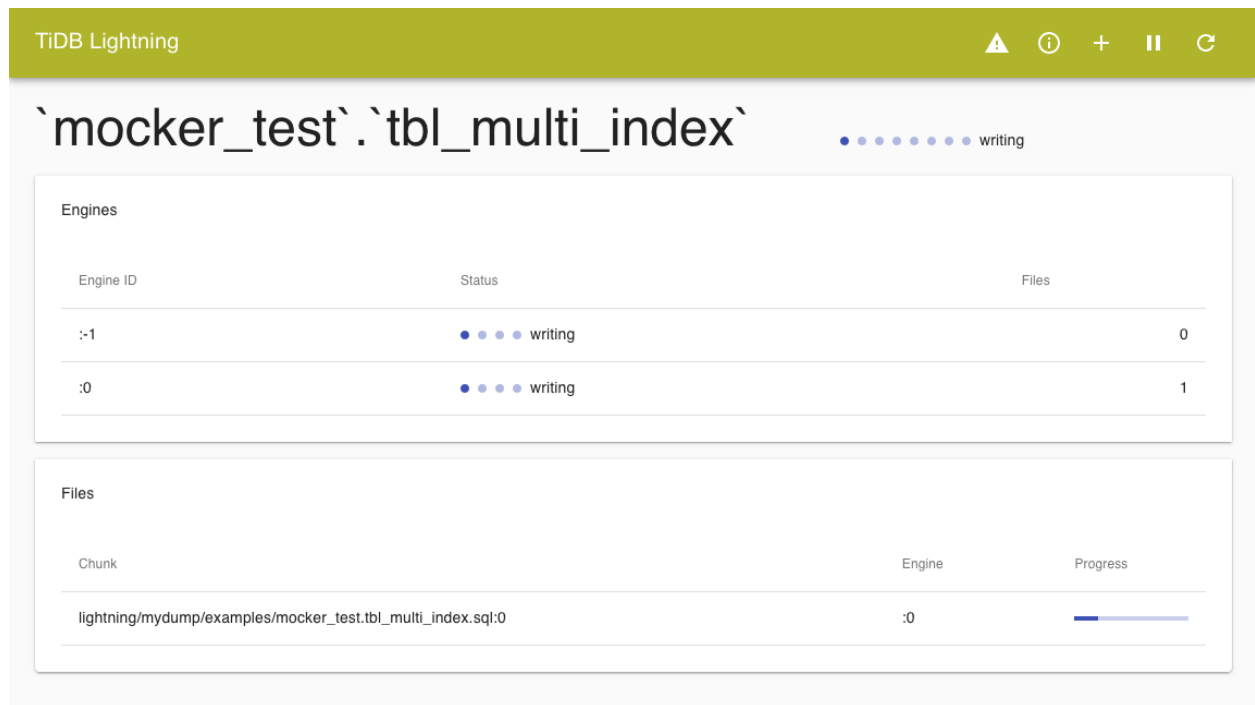 TiDB Lightning
`mocker_test`.`tbl_multi_index` writing
Engines
Engine ID Status Files
:-1 writing 0
:0 writing 1
Files
Chunk Engine Progress
lightning/mydump/examples/mocker_test.tbl_multi_index.sql:0 :0